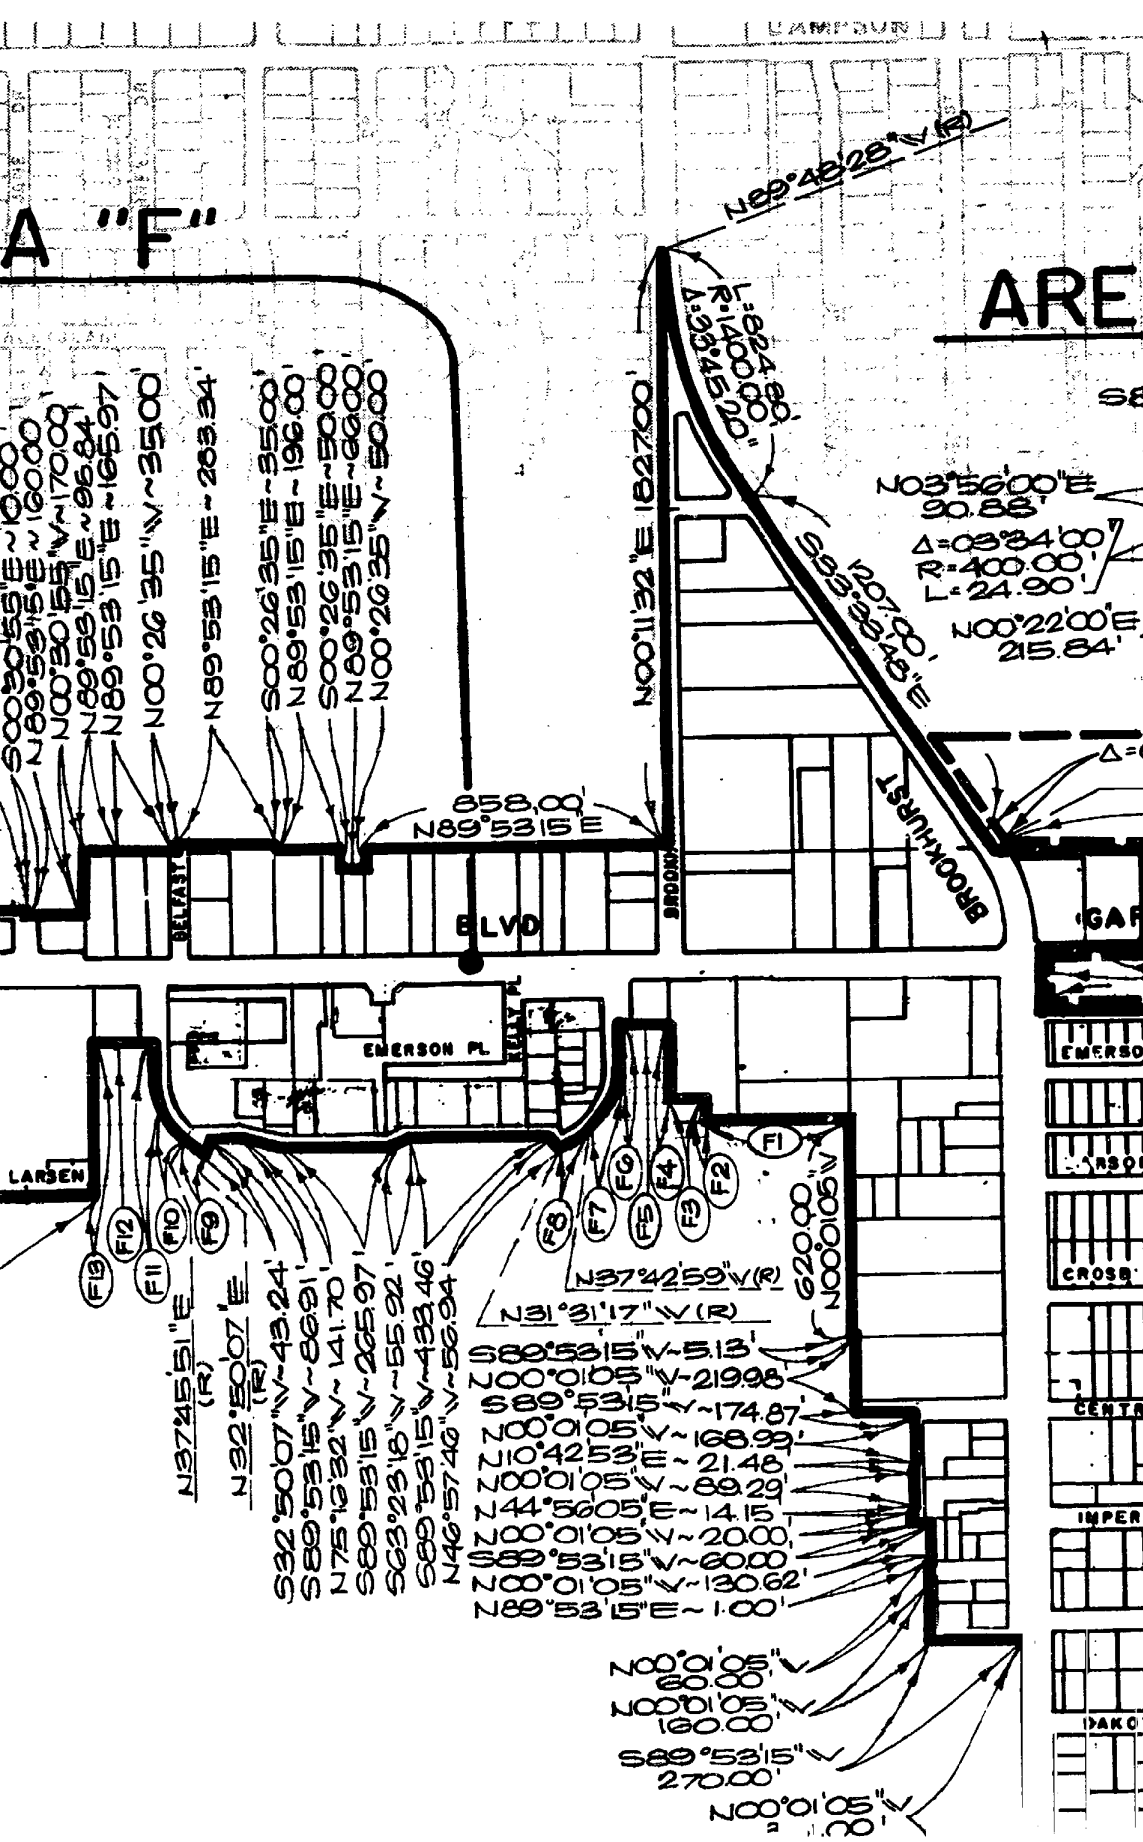 LAMPSON
N89°48'28"W (R)
A "F"
ARE
L=824.80'
R=1400.00'
Δ=33°45'20"
S00°30'55"E~10.00'
N89°53'15"E~160.00'
N00°30'55"W~170.00'
N89°53'15"E~96.84'
N89°53'15"E~165.97'
N00°26'35"W~35.00'
N89°53'15"E~283.34'
S00°26'35"E~35.00'
N89°53'15"E~196.00'
S00°26'35"E~50.00'
N89°53'15"E~66.00'
N00°26'35"W~50.00'
N00°11'32"E 1827.00'
S8
N03°56'00"E
90.88'
Δ=03°34'00"
R=400.00'
L=24.90'
N00°22'00"E
215.84'
1207.00'
S33°33'48"E
Δ=
858.00'
N89°53'15"E
BROOKHURST
BELFAST
BROOK
BLVD
GAR
KELLY PL
EMERSON PL
EMERSO
LARSEN
LARSO
CROSB
CENTR
IMPER
DAKO
F1
F2
F3
F4
F5
F6
F7
F8
F9
F10
F11
F12
F13
620.00'
N00°01'05"W
N37°42'59"W(R)
N31°31'17"W(R)
N37°45'51"E
(R)
N32°50'07"E
(R)
S32°50'07"W~43.24'
S89°53'15"W~86.91'
N75°16'32"W~141.70'
S89°53'15"W~265.97'
S63°23'18"W~55.92'
S89°53'15"W~433.46'
N46°57'46"W~56.94'
S89°53'15"W~5.13'
N00°01'05"W~219.98'
S89°53'15"W~174.87'
N00°01'05"W~168.99'
N10°42'53"E~21.48'
N00°01'05"W~89.29'
N44°56'05"E~14.15'
N00°01'05"W~20.00'
S89°53'15"W~60.00'
N00°01'05"W~130.62'
N89°53'15"E~1.00'
N00°01'05"W
60.00'
N00°01'05"W
160.00'
S89°53'15"W
270.00'
N00°01'05"W